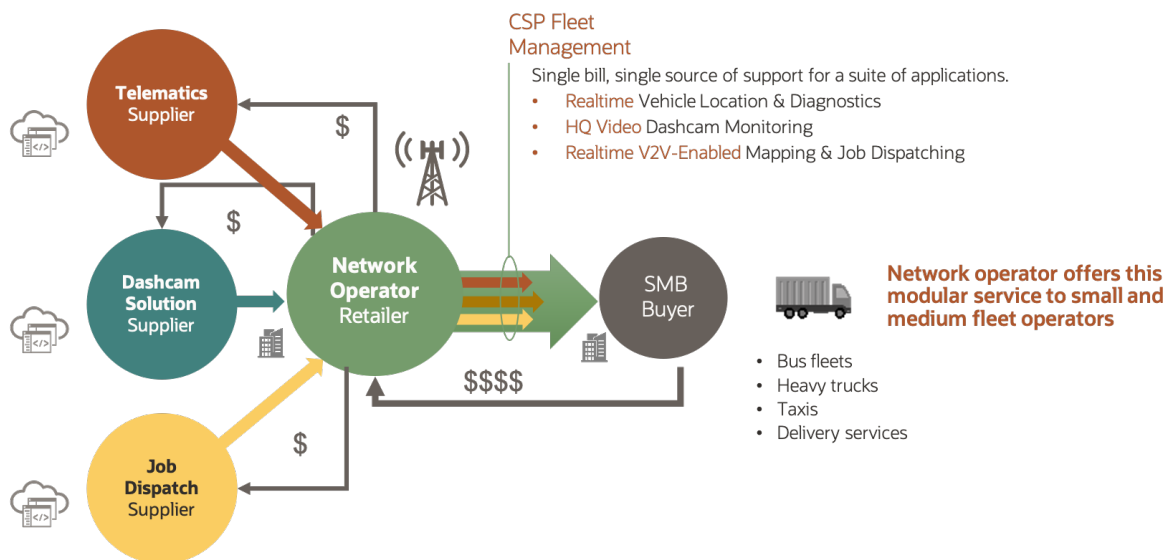 CSP Fleet
Management
Single bill, single source of support for a suite of applications.
• Realtime Vehicle Location & Diagnostics
• HQ Video Dashcam Monitoring
• Realtime V2V-Enabled Mapping & Job Dispatching
Telematics
Supplier
$
$
Dashcam
Solution
Supplier
Network
Operator
Retailer
SMB
Buyer
Network operator offers this
modular service to small and
medium fleet operators
• Bus fleets
• Heavy trucks
• Taxis
• Delivery services
$$$$
$
Job
Dispatch
Supplier